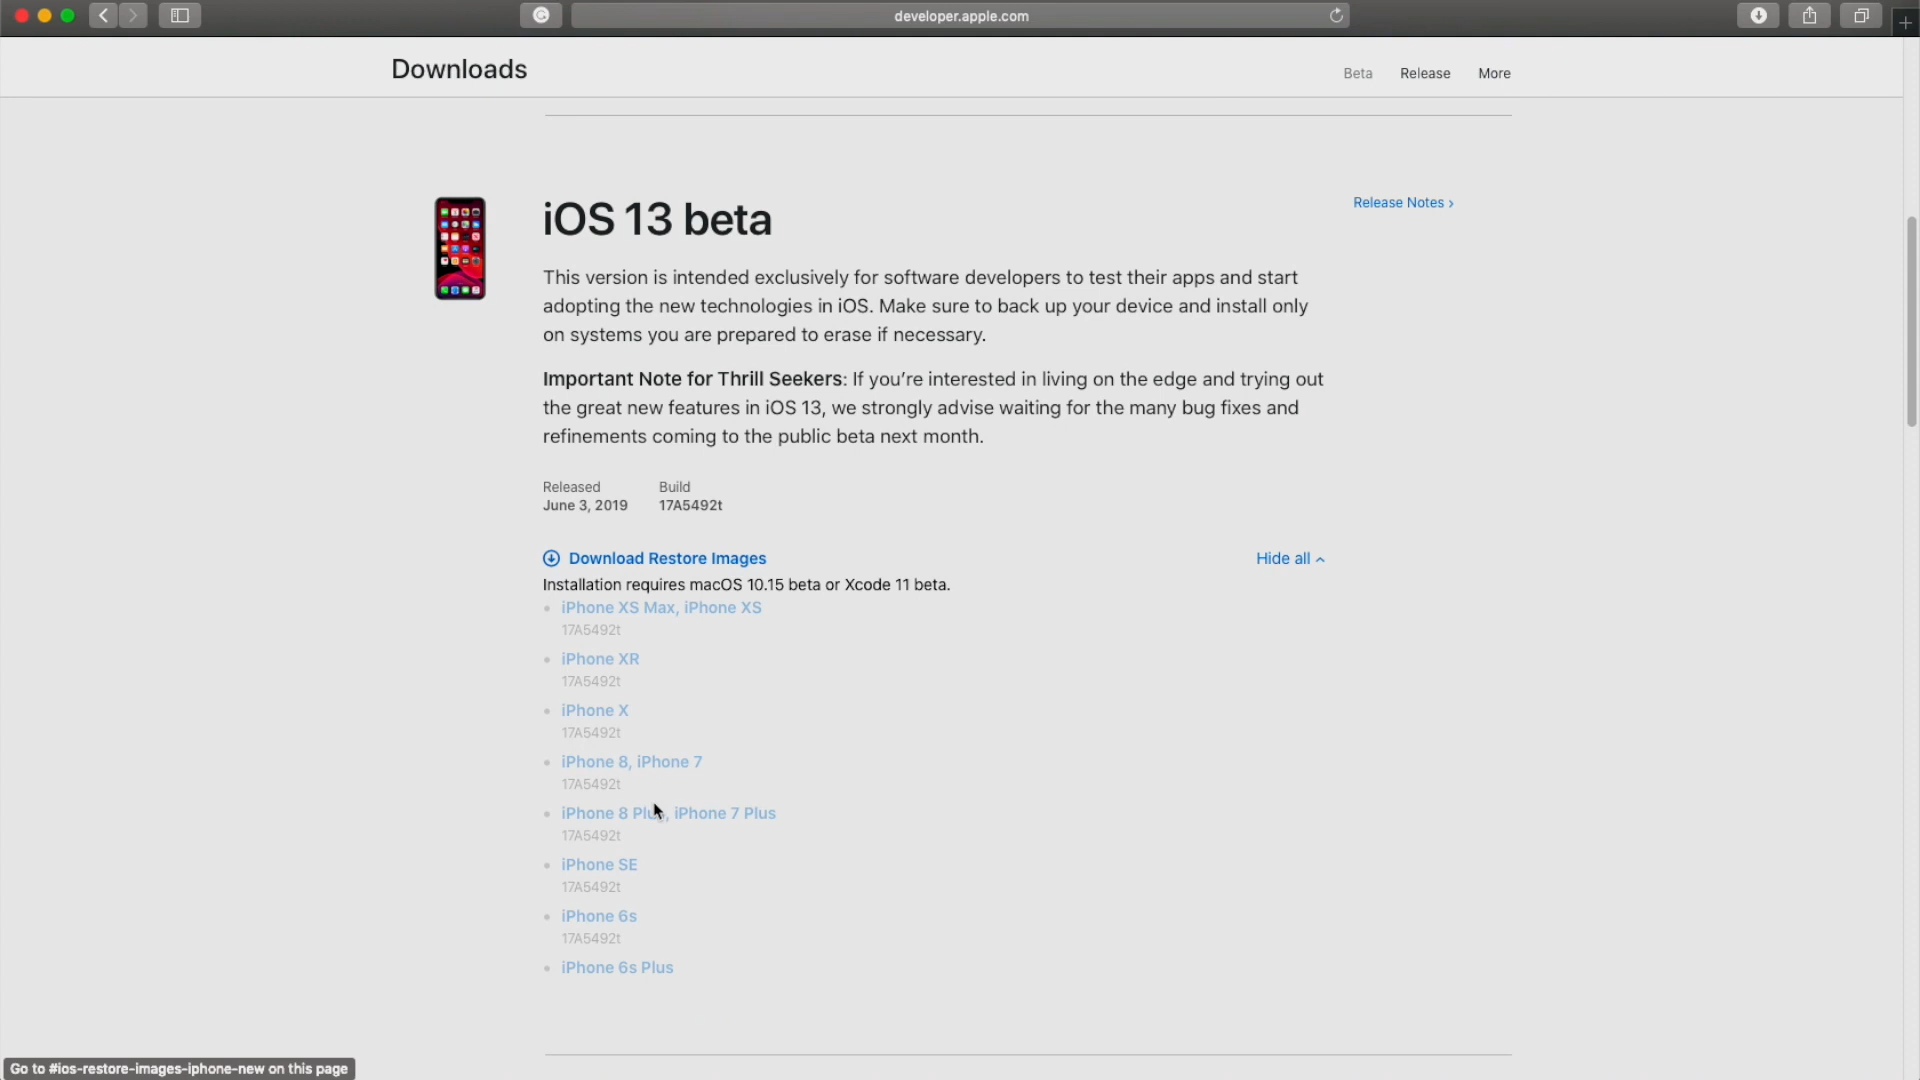 developer.apple.com
Downloads
Beta
Release
More
iOS 13 beta
Release Notes ›
This version is intended exclusively for software developers to test their apps and start
adopting the new technologies in iOS. Make sure to back up your device and install only
on systems you are prepared to erase if necessary.
Important Note for Thrill Seekers: If you’re interested in living on the edge and trying out
the great new features in iOS 13, we strongly advise waiting for the many bug fixes and
refinements coming to the public beta next month.
Released
Build
June 3, 2019
17A5492t
Download Restore Images
Hide all
Installation requires macOS 10.15 beta or Xcode 11 beta.
iPhone XS Max, iPhone XS
17A5492t
iPhone XR
17A5492t
iPhone X
17A5492t
iPhone 8, iPhone 7
17A5492t
iPhone 8 Plus, iPhone 7 Plus
17A5492t
iPhone SE
17A5492t
iPhone 6s
17A5492t
iPhone 6s Plus
Go to #ios-restore-images-iphone-new on this page